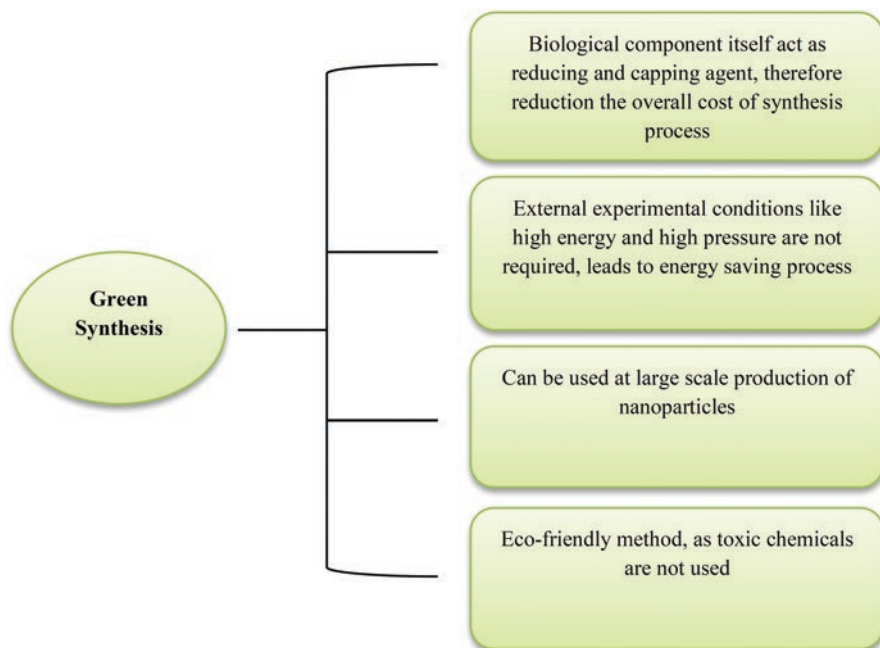 Green
Synthesis
Biological component itself act as
reducing and capping agent, therefore
reduction the overall cost of synthesis
process
External experimental conditions like
high energy and high pressure are not
required, leads to energy saving process
Can be used at large scale production of
nanoparticles
Eco-friendly method, as toxic chemicals
are not used